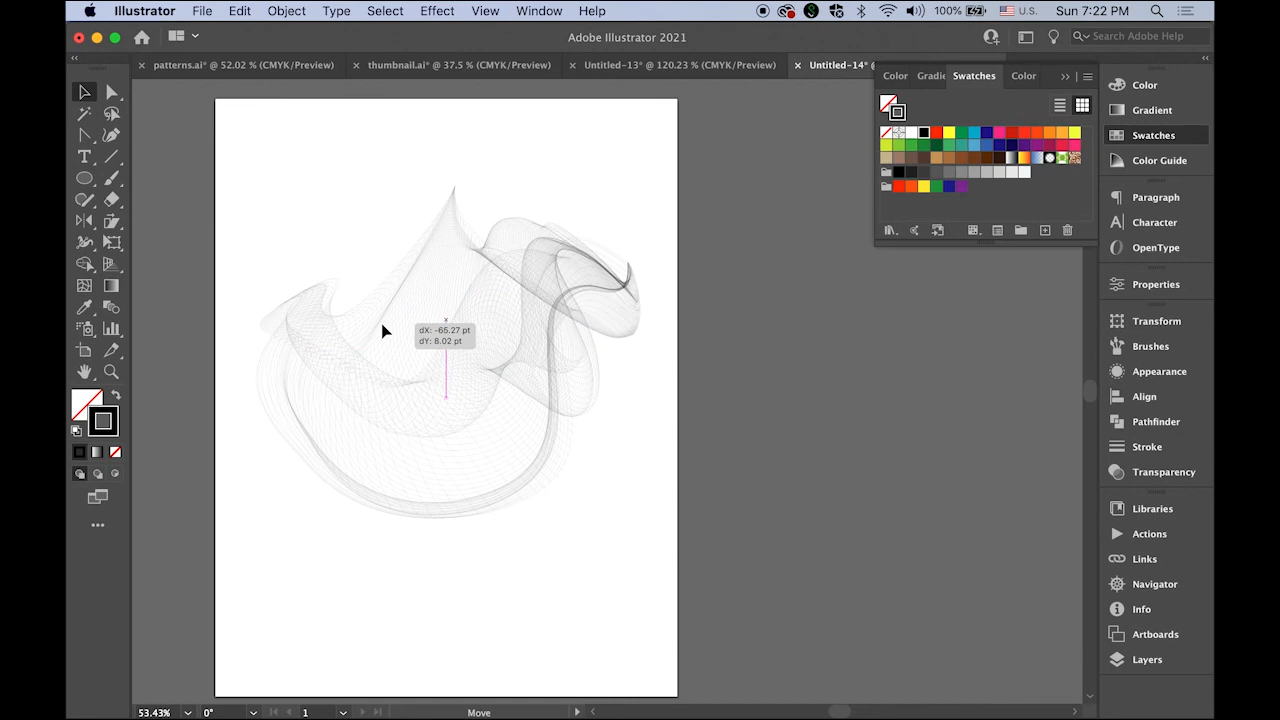 Illustrator File Edit Object Type Select Effect View Window Help 100% U.S. Sun 7:22 PM
Adobe Illustrator 2021
Search Adobe Help
patterns.ai* @ 52.02 % (CMYK/Preview)
thumbnail.ai* @ 37.5 % (CMYK/Preview)
Untitled-13* @ 120.23 % (CMYK/Preview)
Untitled-14* @
Color Gradie Swatches Color
Color
Gradient
Swatches
Color Guide
Paragraph
Character
OpenType
Properties
Transform
Brushes
Appearance
Align
Pathfinder
Stroke
Transparency
Libraries
Actions
Links
Navigator
Info
Artboards
Layers
dX: -65.27 pt
dY: 8.02 pt
53.43% 0° 1 Move